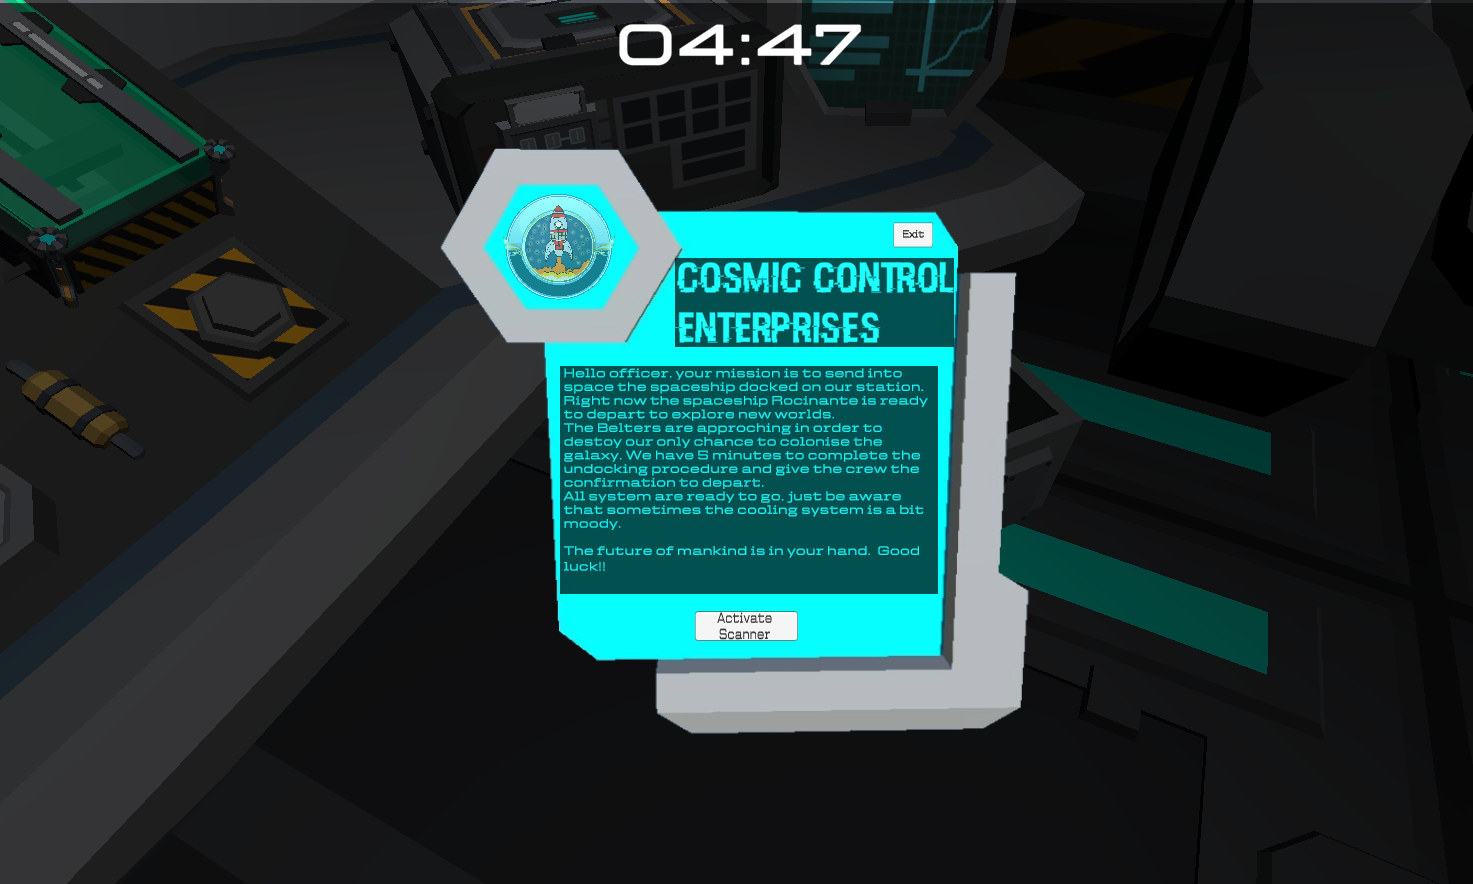 04:47
Exit
COSMIC CONTROL
ENTERPRISES
Hello officer, your mission is to send into
space the spaceship docked on our station.
Right now the spaceship Rocinante is ready
to depart to explore new worlds.
The Belters are approching in order to
destoy our only chance to colonise the
galaxy. We have 5 minutes to complete the
undocking procedure and give the crew the
confirmation to depart.
All system are ready to go, just be aware
that sometimes the cooling system is a bit
moody.
The future of mankind is in your hand.  Good
luck!!
Activate
Scanner